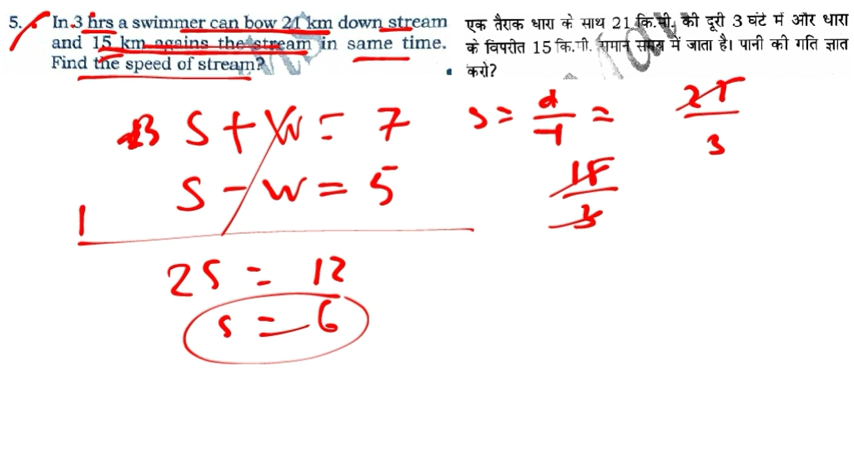 5. In 3 hrs a swimmer can bow 21 km down stream
and 15 km agains the stream in same time.
Find the speed of stream?
एक तैराक धारा के साथ 21 कि.मी. की दूरी 3 घंटे में और धारा
के विपरीत 15 कि.मी. समान समय में जाता है। पानी की गति ज्ञात
करो?
S + W = 7
S - W = 5
2S = 12
S = 6
S = d/T = 21/3
15/3